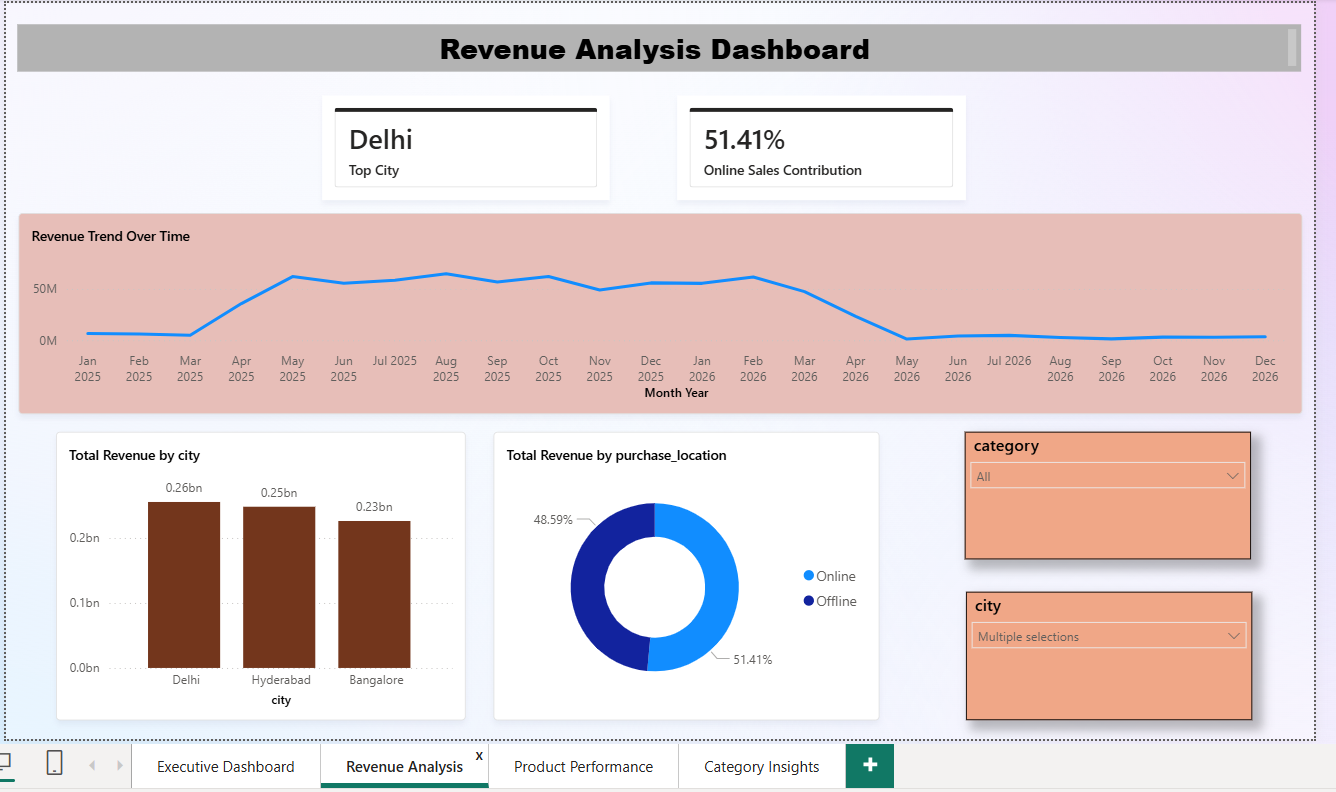 Revenue Analysis Dashboard
Delhi
Top City
51.41%
Online Sales Contribution
Revenue Trend Over Time
50M
0M
Jan 2025
Feb 2025
Mar 2025
Apr 2025
May 2025
Jun 2025
Jul 2025
Aug 2025
Sep 2025
Oct 2025
Nov 2025
Dec 2025
Jan 2026
Feb 2026
Mar 2026
Apr 2026
May 2026
Jun 2026
Jul 2026
Aug 2026
Sep 2026
Oct 2026
Nov 2026
Dec 2026
Month Year
Total Revenue by city
0.26bn
0.25bn
0.23bn
0.2bn
0.1bn
0.0bn
Delhi
Hyderabad
Bangalore
city
Total Revenue by purchase_location
48.59%
51.41%
Online
Offline
category
All
city
Multiple selections
Executive Dashboard
Revenue Analysis
x
Product Performance
Category Insights
+